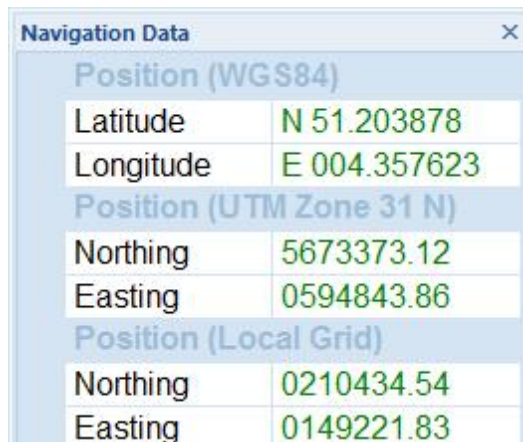 Navigation Data
Position (WGS84)
Latitude N 51.203878
Longitude E 004.357623
Position (UTM Zone 31 N)
Northing 5673373.12
Easting 0594843.86
Position (Local Grid)
Northing 0210434.54
Easting 0149221.83